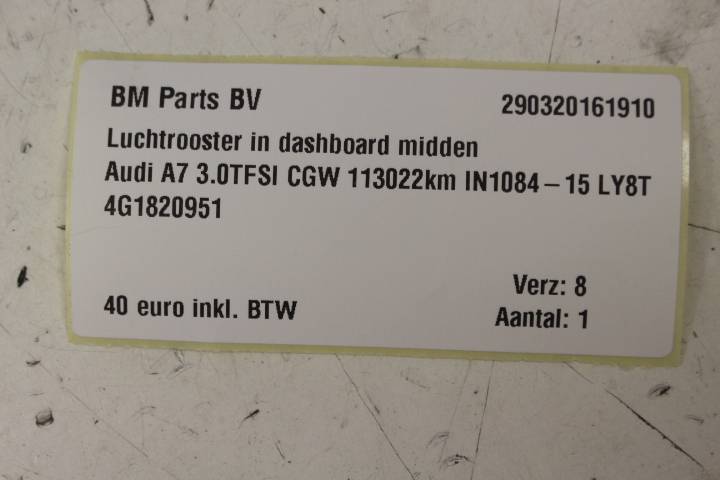 BM Parts BV 290320161910
Luchtrooster in dashboard midden
Audi A7 3.0TFSI CGW 113022km IN1084-15 LY8T
4G1820951
Verz: 8
40 euro inkl. BTW Aantal: 1